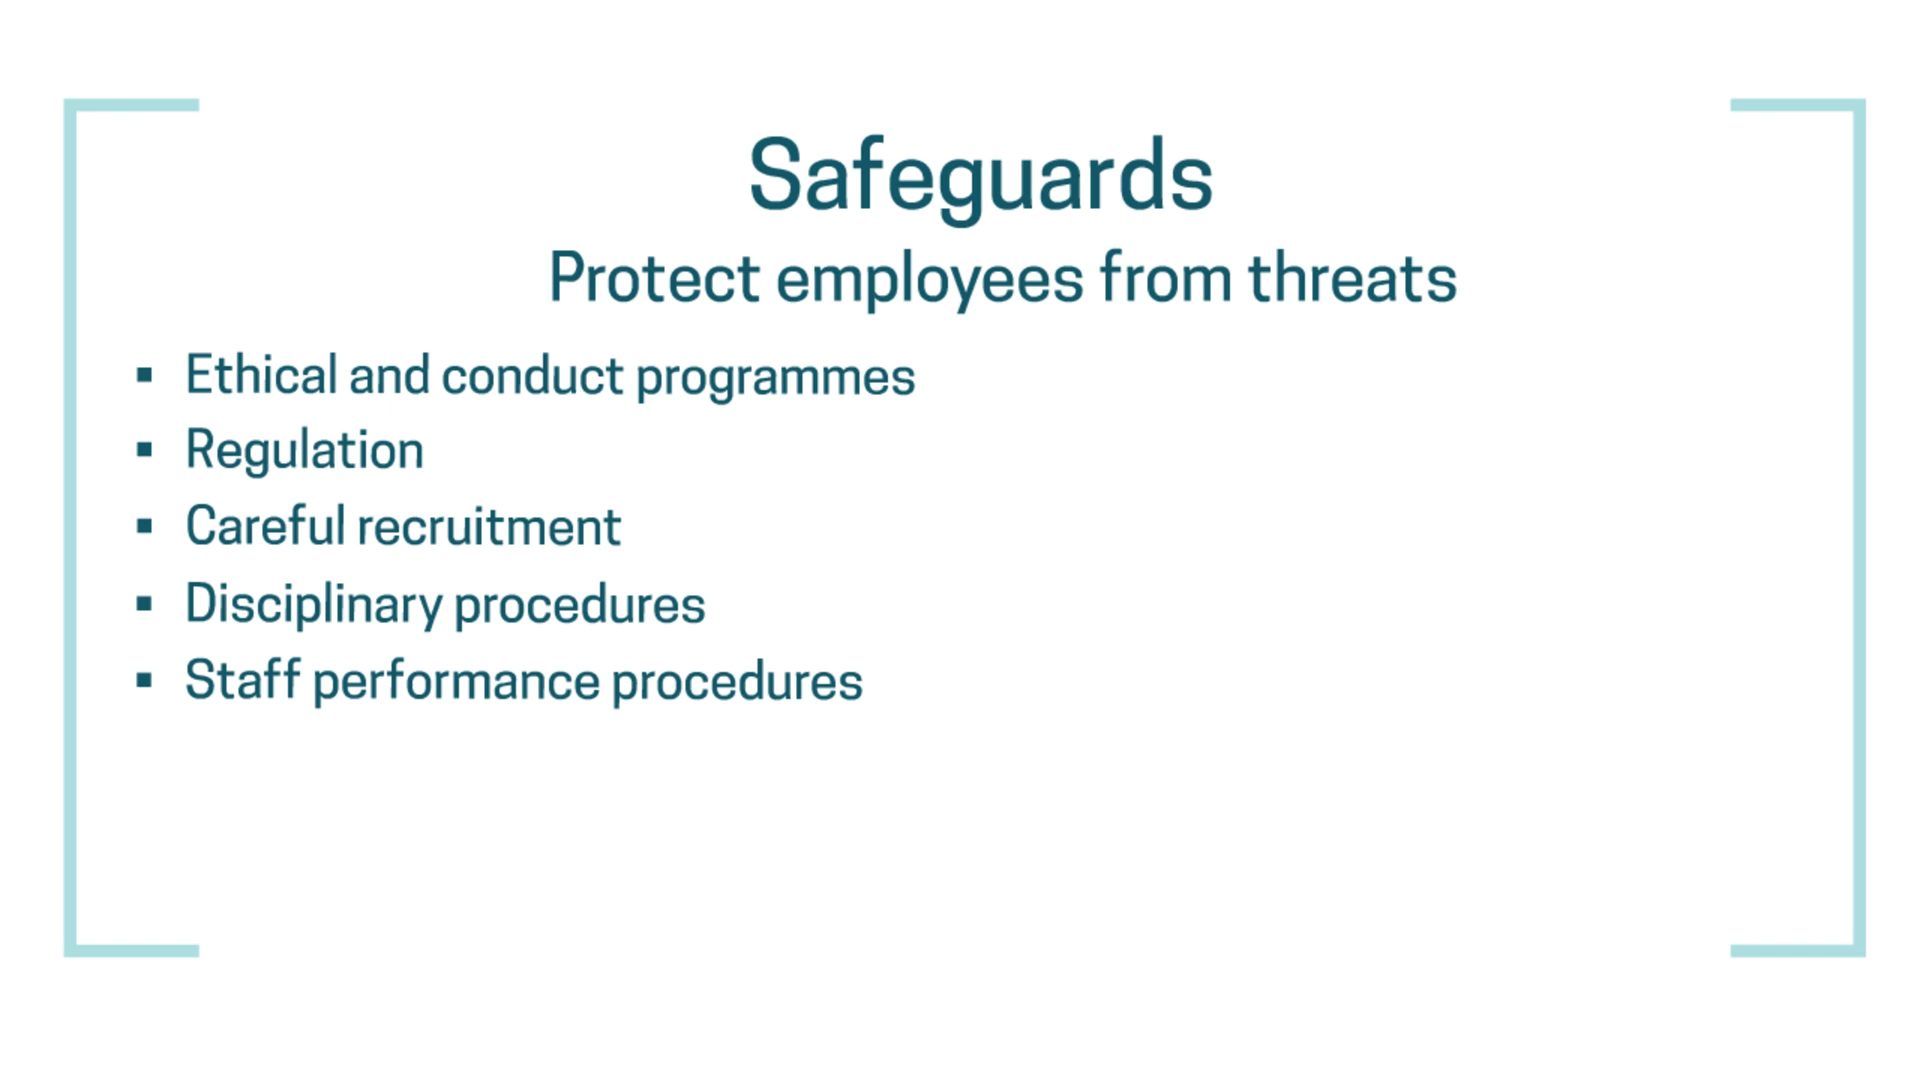 Safeguards
Protect employees from threats
▪ Ethical and conduct programmes
▪ Regulation
▪ Careful recruitment
▪ Disciplinary procedures
▪ Staff performance procedures